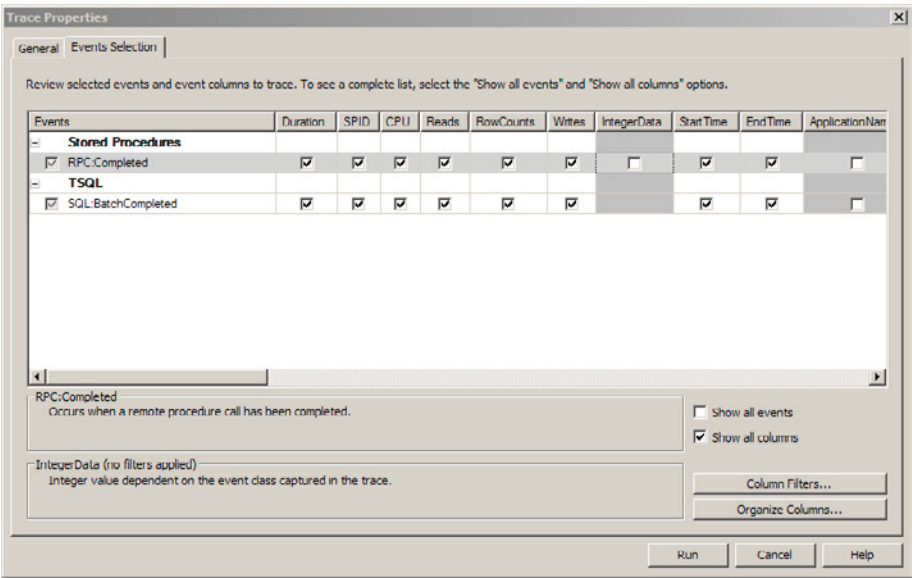 Trace Properties
General Events Selection
Review selected events and event columns to trace. To see a complete list, select the "Show all events" and "Show all columns" options.
Events Duration SPID CPU Reads RowCounts Writes IntegerData StartTime EndTime ApplicationNam
Stored Procedures
RPC:Completed
TSQL
SQL:BatchCompleted
RPC:Completed
Occurs when a remote procedure call has been completed.
Show all events
Show all columns
IntegerData (no filters applied)
Integer value dependent on the event class captured in the trace.
Column Filters...
Organize Columns...
Run Cancel Help